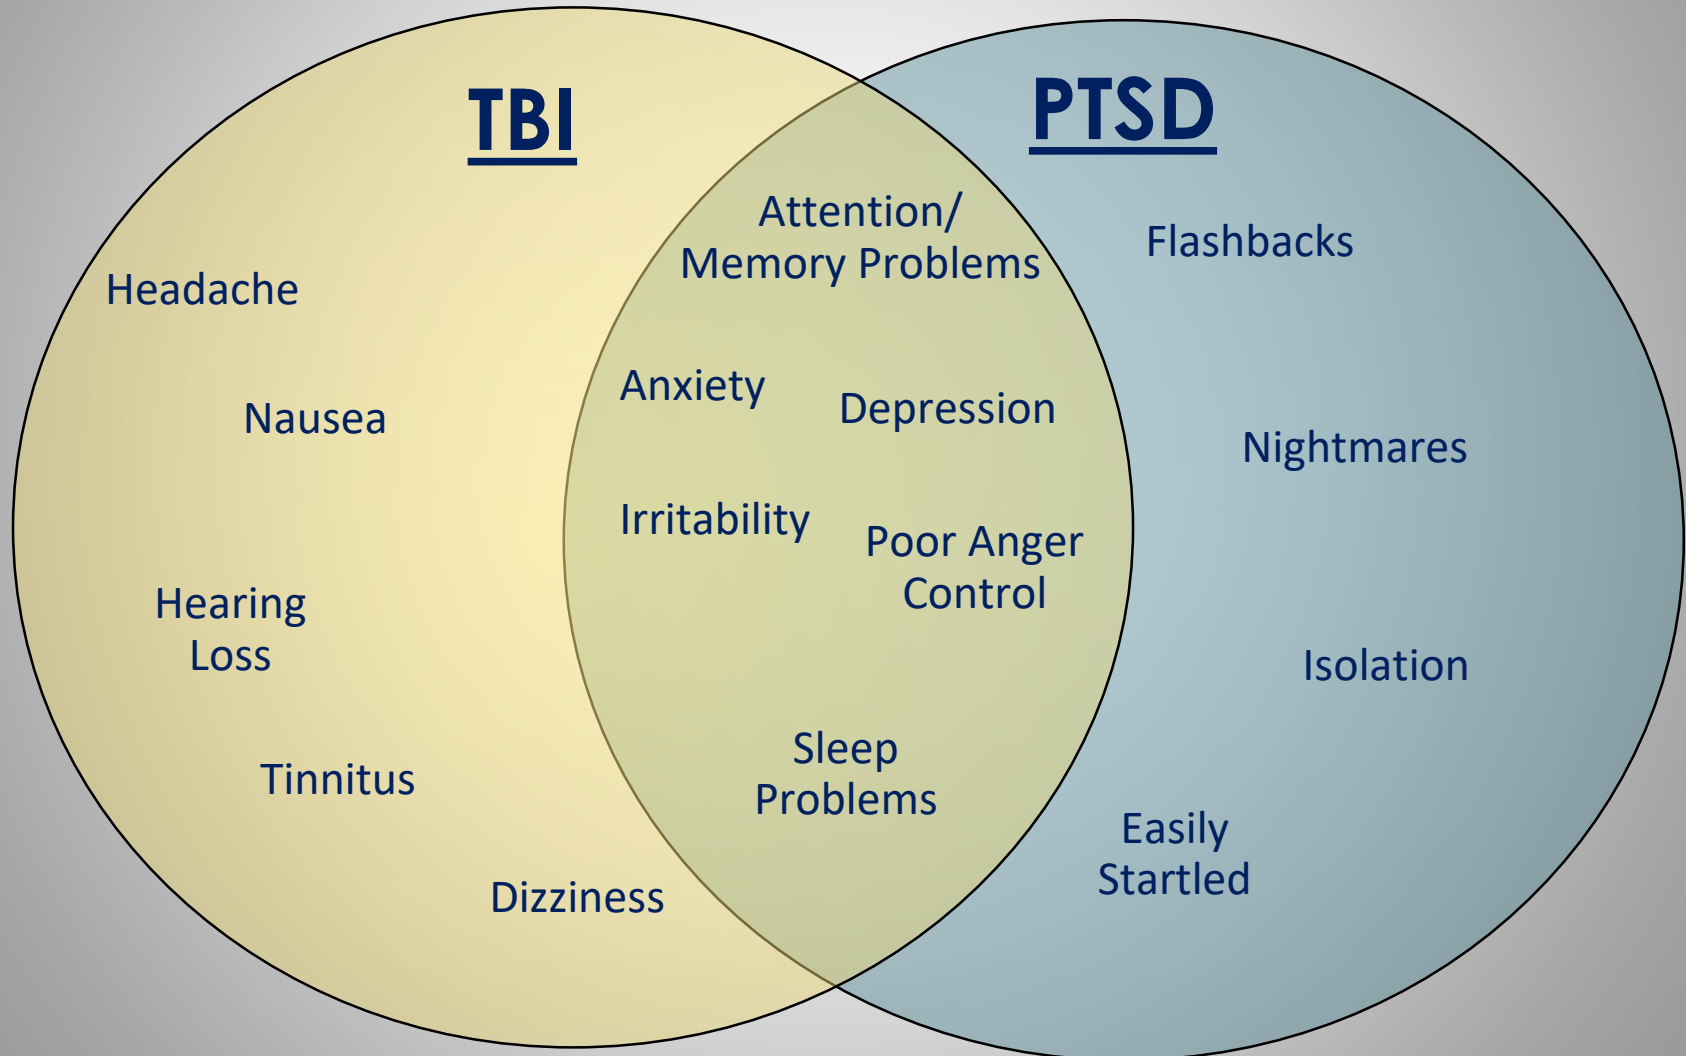 TBI
PTSD
Headache
Nausea
Hearing
Loss
Tinnitus
Dizziness
Attention/
Memory Problems
Anxiety
Depression
Irritability
Poor Anger
Control
Sleep
Problems
Flashbacks
Nightmares
Isolation
Easily
Startled